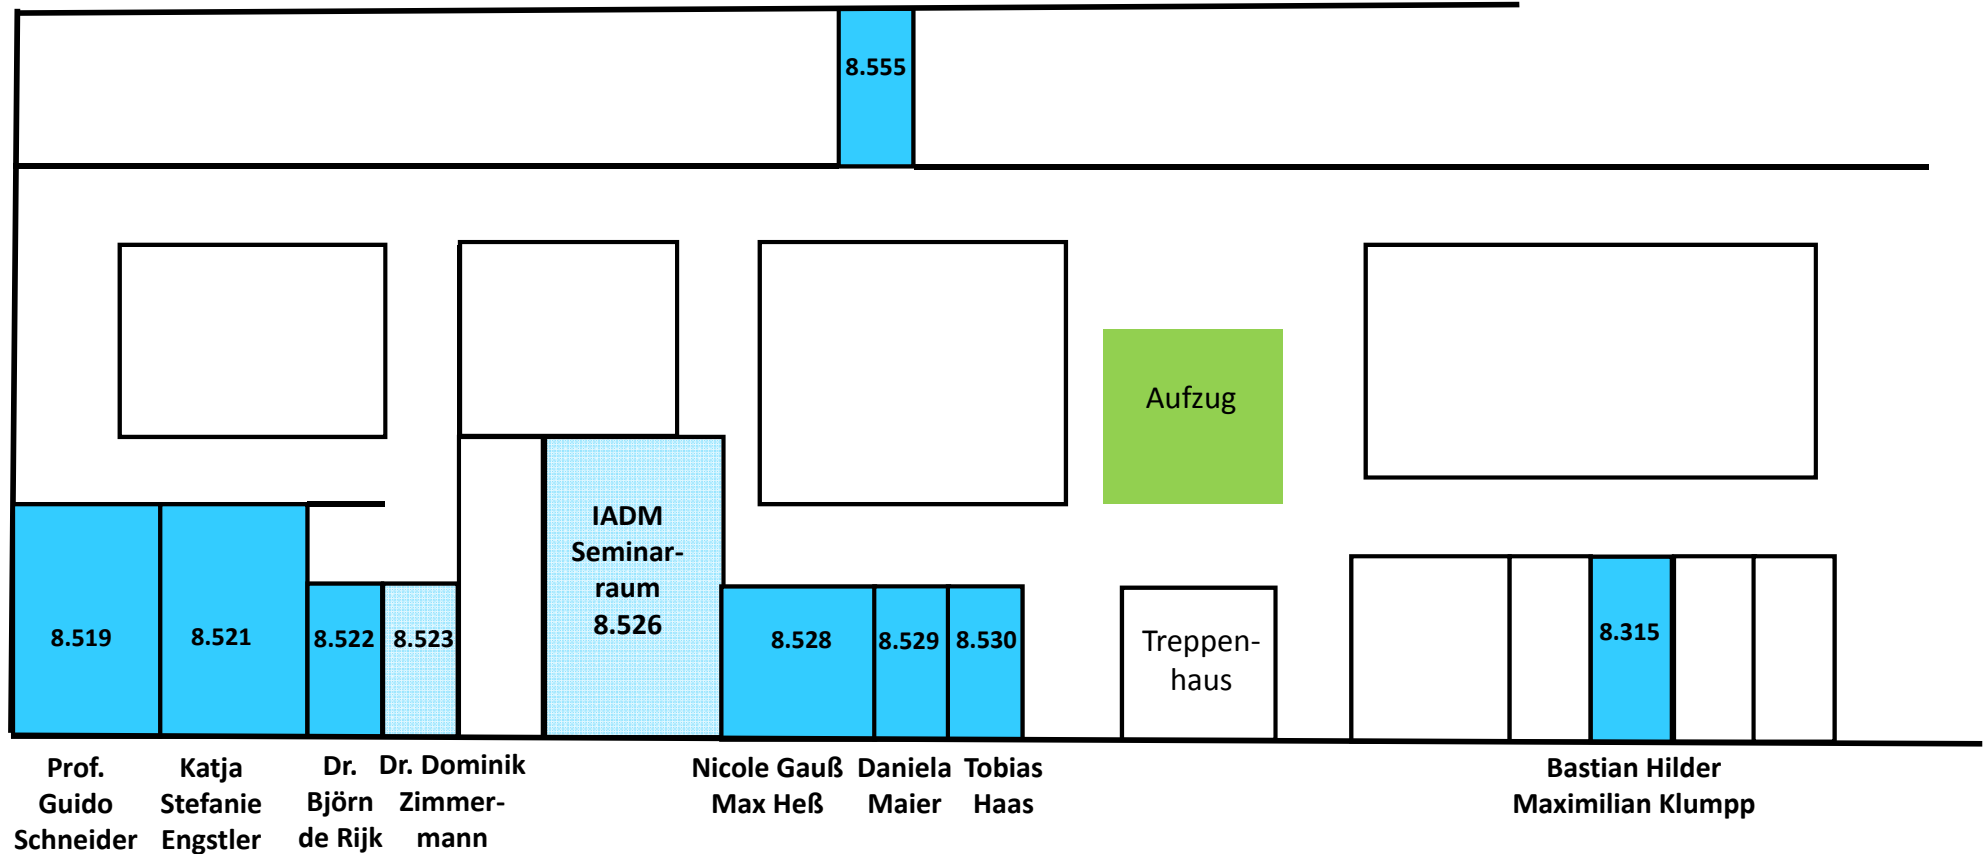 8.555
Aufzug
IADM
Seminar-
raum
8.526
8.519
8.521
8.522
8.523
8.528
8.529
8.530
Treppen-
haus
8.315
Prof.
Guido
Schneider
Katja
Stefanie
Engstler
Dr.
Björn
de Rijk
Dr. Dominik
Zimmer-
mann
Nicole Gauß
Max Heß
Daniela
Maier
Tobias
Haas
Bastian Hilder
Maximilian Klumpp